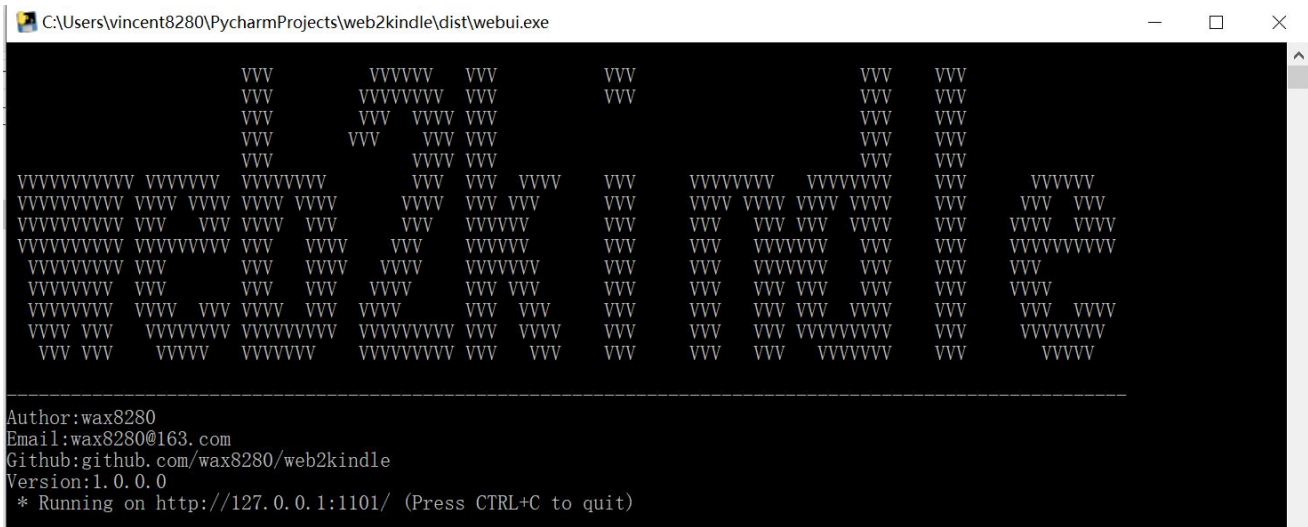 C:\Users\vincent8280\PycharmProjects\web2kindle\dist\webui.exe
web2kindle
Author:wax8280
Email:wax8280@163.com
Github:github.com/wax8280/web2kindle
Version:1.0.0.0
* Running on http://127.0.0.1:1101/ (Press CTRL+C to quit)